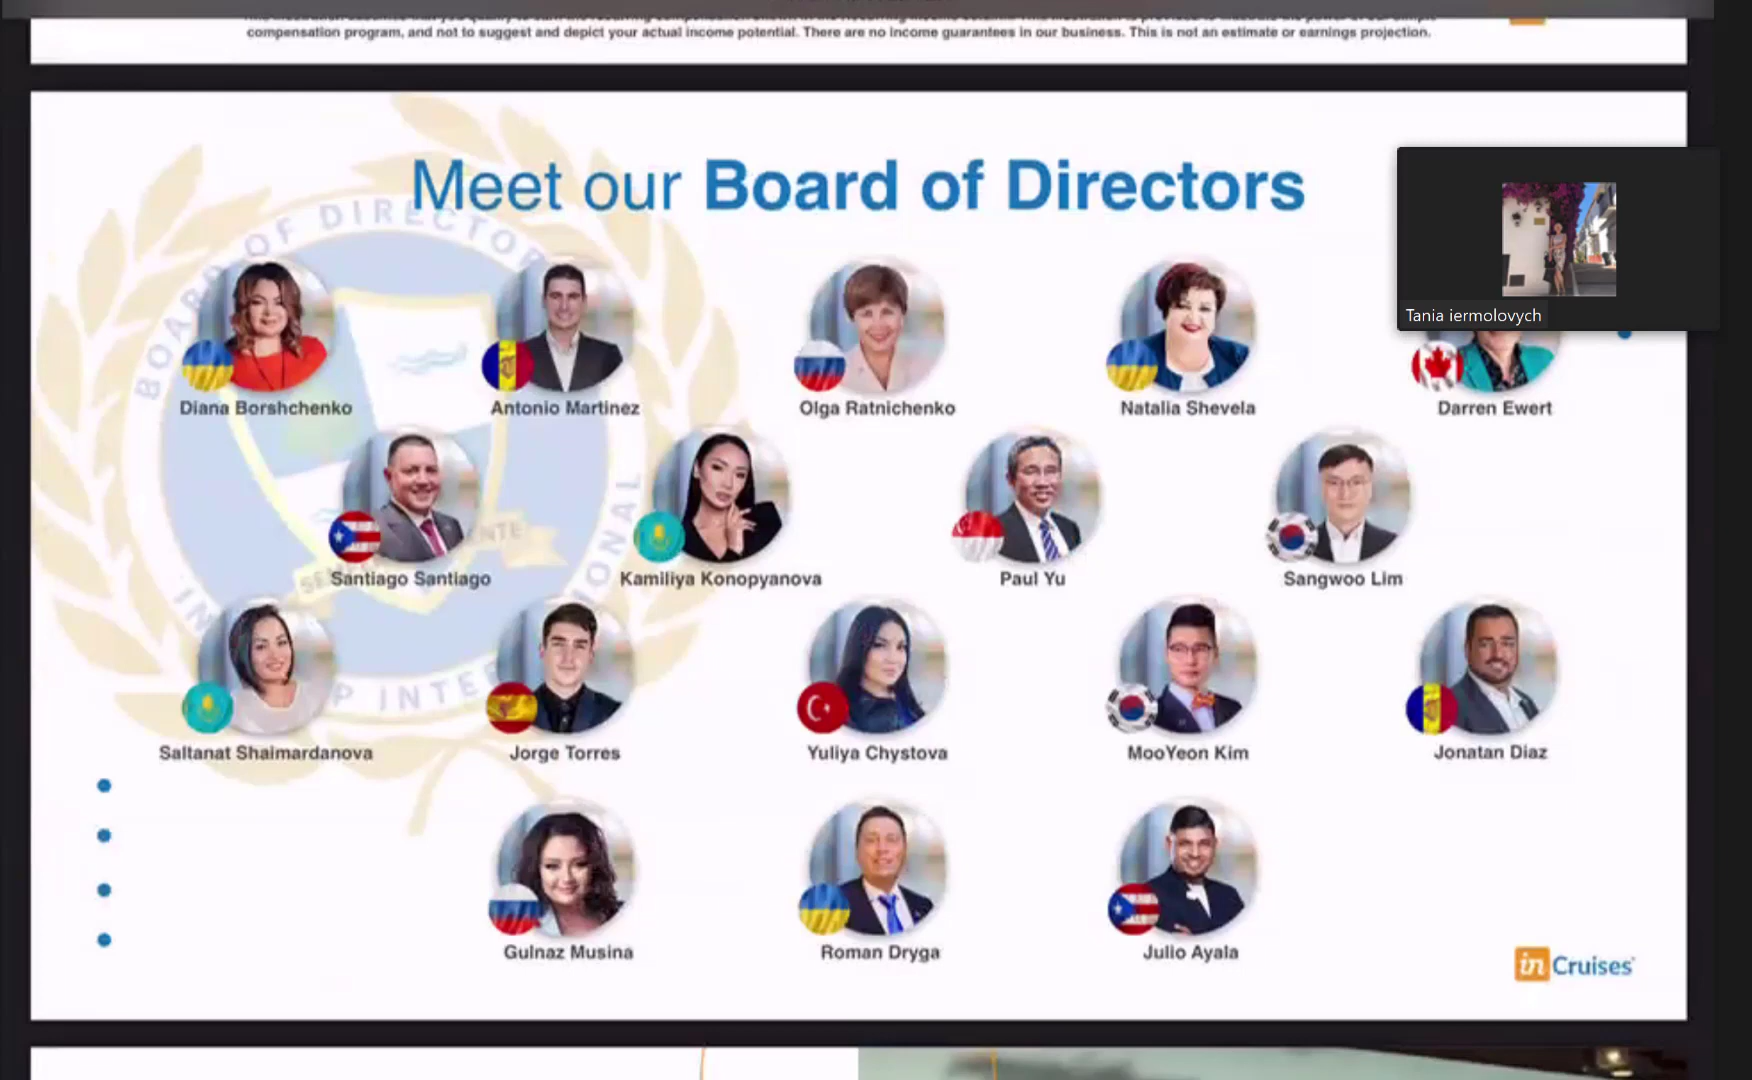 compensation program, and not to suggest and depict your actual income potential. There are no income guarantees in our business. This is not an estimate or earnings projection.
Meet our Board of Directors
BOARD OF DIRECTOR
Tania iermolovych
Diana Borshchenko
Antonio Martinez
Olga Ratnichenko
Natalia Shevela
Darren Ewert
Santiago Santiago
Kamiliya Konopyanova
Paul Yu
Sangwoo Lim
Saltanat Shaimardanova
Jorge Torres
Yuliya Chystova
MooYeon Kim
Jonatan Diaz
Gulnaz Musina
Roman Dryga
Julio Ayala
inCruises